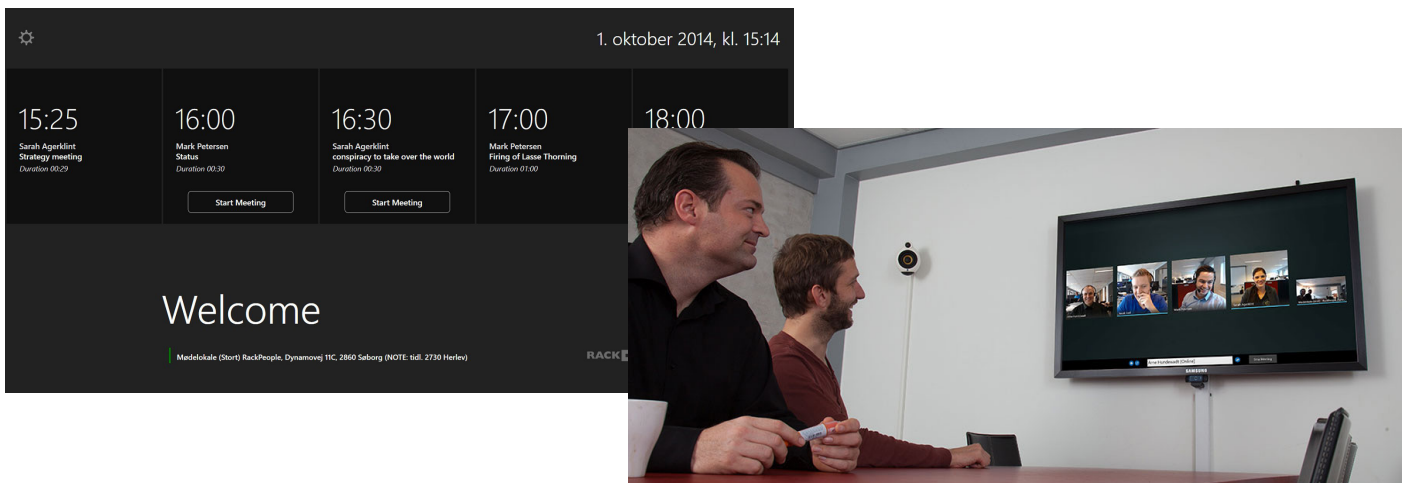 1. oktober 2014, kl. 15:14
15:25
Sarah Agerklint
Strategy meeting
Duration 00:29
16:00
Mark Petersen
Status
Duration 00:30
Start Meeting
16:30
Sarah Agerklint
conspiracy to take over the world
Duration 00:30
Start Meeting
17:00
Mark Petersen
Firing of Lasse Thorning
Duration 01:00
18:00
Welcome
Mødelokale (Stort) RackPeople, Dynamovej 11C, 2860 Søborg (NOTE: tidl. 2730 Herlev)
RACK
SAMSUNG